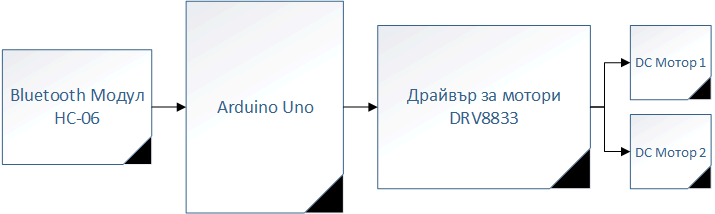 Bluetooth Модул
HC-06
Arduino Uno
Драйвър за мотори
DRV8833
DC Мотор 1
DC Мотор 2